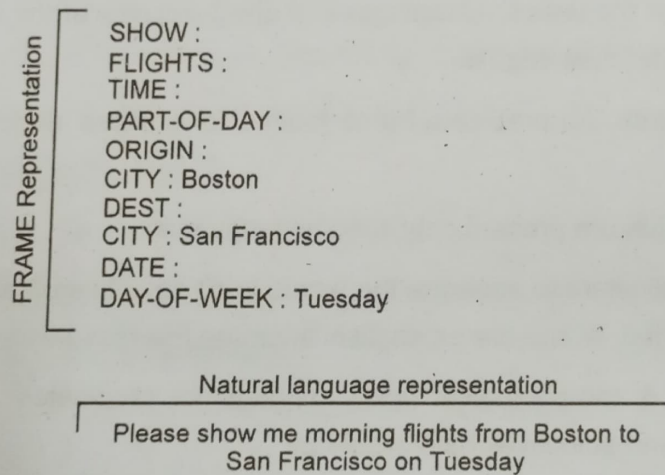 FRAME Representation
SHOW :
FLIGHTS :
TIME :
PART-OF-DAY :
ORIGIN :
CITY : Boston
DEST :
CITY : San Francisco
DATE :
DAY-OF-WEEK : Tuesday
Natural language representation
Please show me morning flights from Boston to
San Francisco on Tuesday